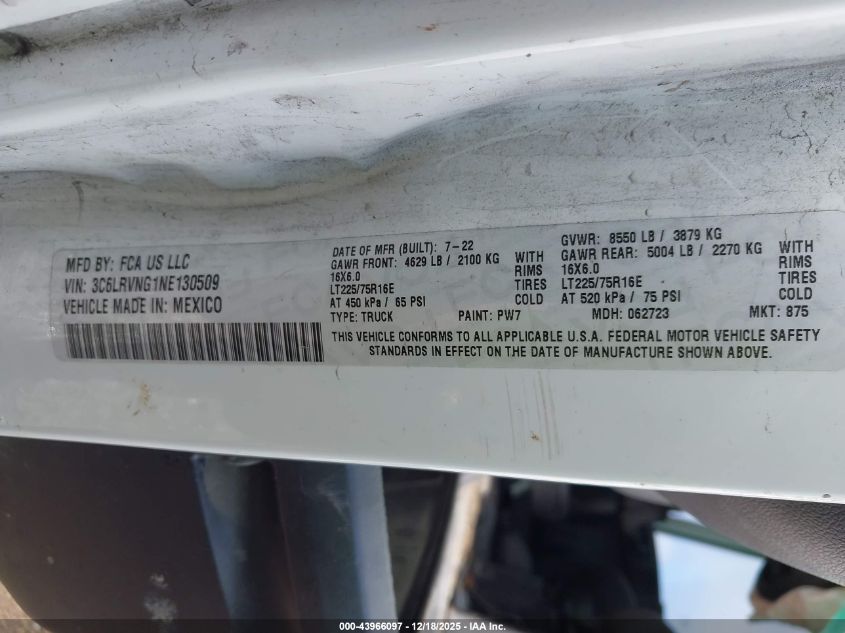 MFD BY: FCA US LLC
VIN: 3C6LRVNG1NE130509
VEHICLE MADE IN: MEXICO
DATE OF MFR (BUILT): 7-22
GAWR FRONT: 4629 LB / 2100 KG WITH
16X6.0 RIMS
LT225/75R16E TIRES
AT 450 kPa / 65 PSI COLD
GVWR: 8550 LB / 3879 KG
GAWR REAR: 5004 LB / 2270 KG WITH
16X6.0 RIMS
LT225/75R16E TIRES
AT 520 kPa / 75 PSI COLD
TYPE: TRUCK PAINT: PW7 MDH: 062723 MKT: 875
THIS VEHICLE CONFORMS TO ALL APPLICABLE U.S.A. FEDERAL MOTOR VEHICLE SAFETY
STANDARDS IN EFFECT ON THE DATE OF MANUFACTURE SHOWN ABOVE.
000-43966097 - 12/18/2025 - IAA Inc.